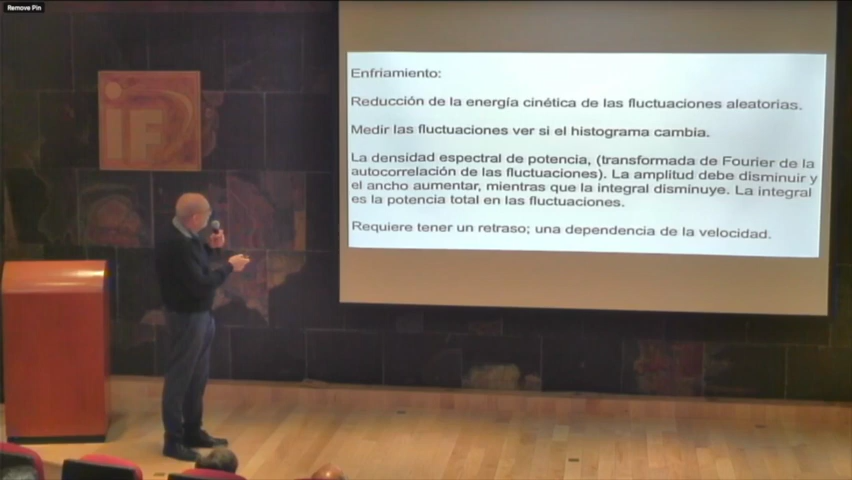 Remove Pin
iF
Enfriamiento:
Reducción de la energía cinética de las fluctuaciones aleatorias.
Medir las fluctuaciones ver si el histograma cambia.
La densidad espectral de potencia, (transformada de Fourier de la
autocorrelación de las fluctuaciones). La amplitud debe disminuir y
el ancho aumentar, mientras que la integral disminuye. La integral
es la potencia total en las fluctuaciones.
Requiere tener un retraso; una dependencia de la velocidad.